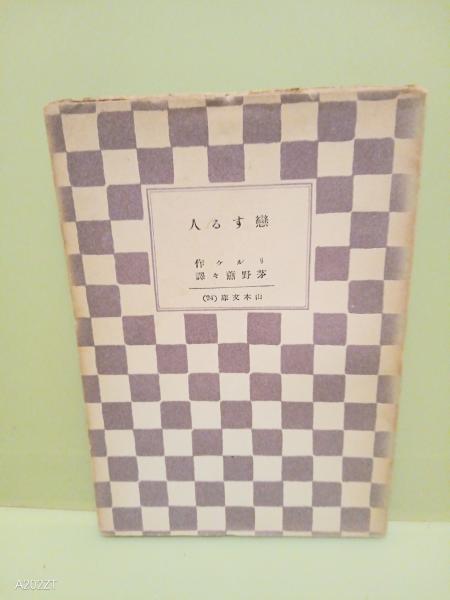 戀する人
リルケ作
茅野蕭々譯
山本文庫(24)
A202ZT